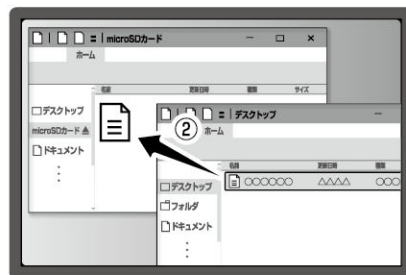 microSDカード
ホーム
名前 更新日時 種類 サイズ
デスクトップ
microSDカード
ドキュメント
デスクトップ
② ホーム
名前 更新日時 種類
○○○○○○ △△△△ ○○○
デスクトップ
フォルダ
ドキュメント